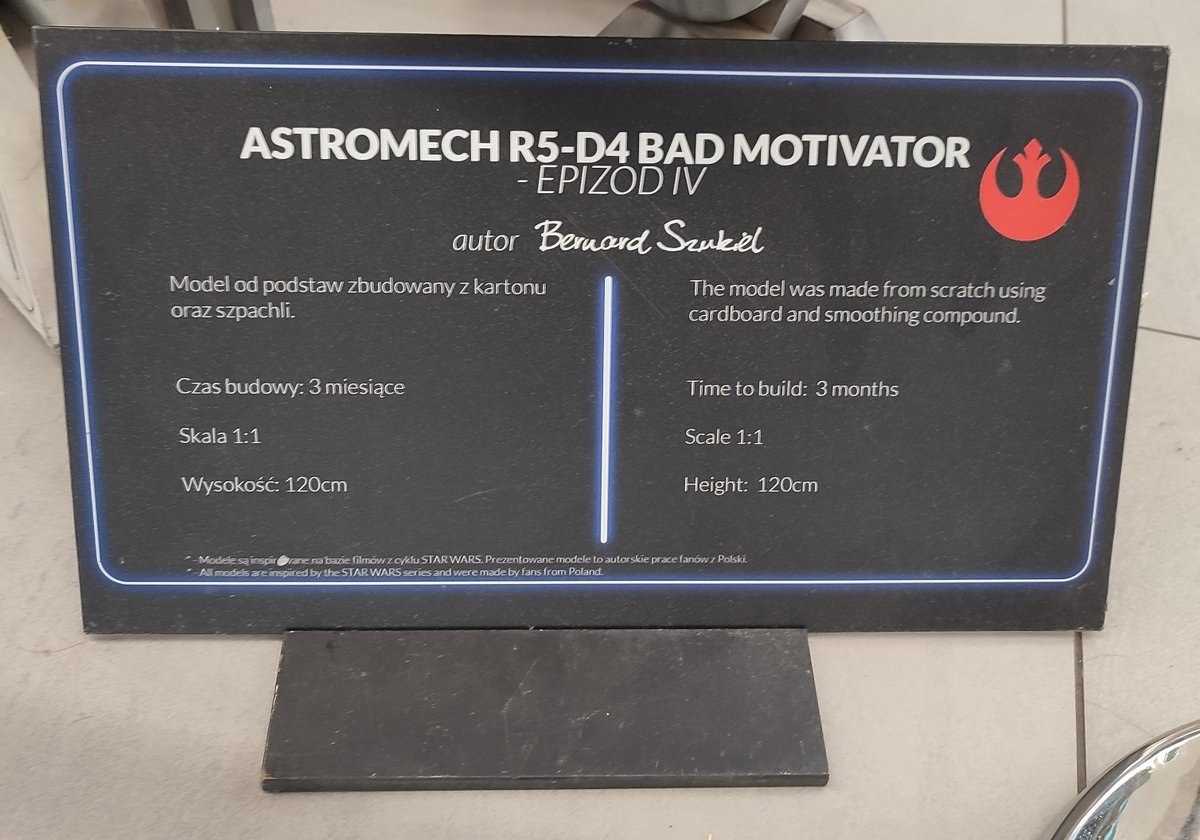 ASTROMECH R5-D4 BAD MOTIVATOR
- EPIZOD IV
autor Bernard Szukiel
Model od podstaw zbudowany z kartonu
oraz szpachli.
Czas budowy: 3 miesiące
Skala 1:1
Wysokość: 120cm
The model was made from scratch using
cardboard and smoothing compound.
Time to build: 3 months
Scale 1:1
Height: 120cm
* - Modele są inspirowane na bazie filmów z cyklu STAR WARS. Prezentowane modele to autorskie prace fanów z Polski.
* - All models are inspired by the STAR WARS series and were made by fans from Poland.